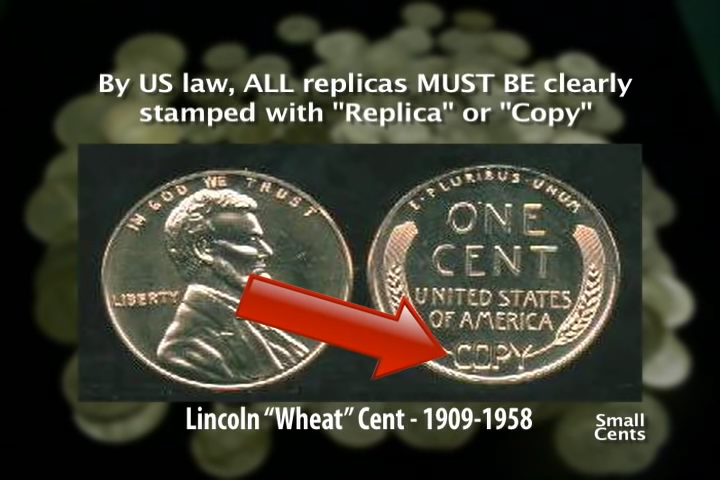 By US law, ALL replicas MUST BE clearly
stamped with "Replica" or "Copy"
IN GOD WE TRUST
LIBERTY
E·PLURIBUS·UNUM
ONE
CENT
UNITED STATES
OF AMERICA
COPY
Lincoln “Wheat” Cent - 1909-1958
Small
Cents